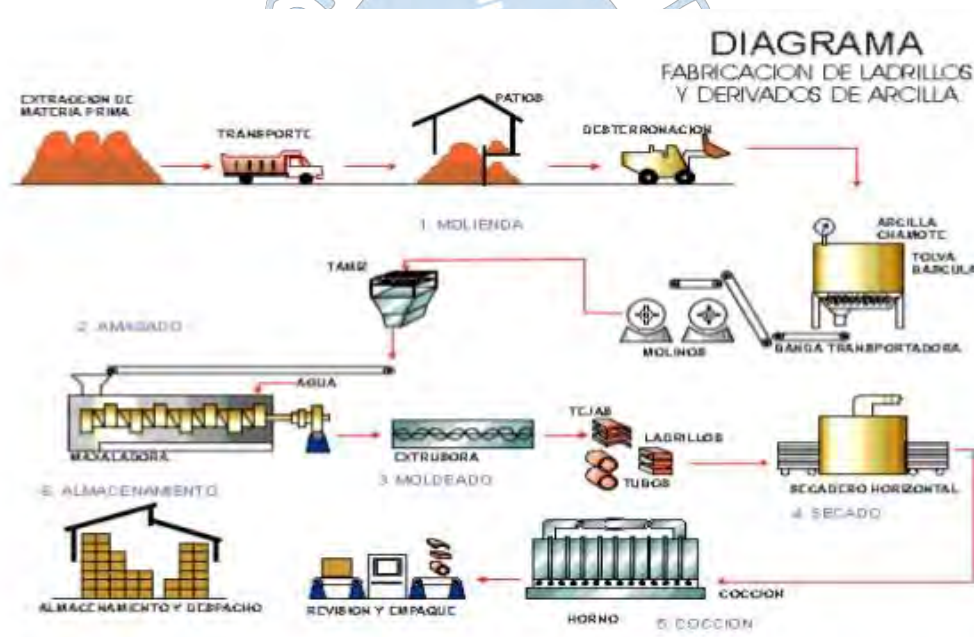 DIAGRAMA
FABRICACION DE LADRILLOS
Y DERIVADOS DE ARCILLA
EXTRACCION DE
MATERIA PRIMA
TRANSPORTE
PATIOS
DESTERRONACION
1. MOLIENDA
ARCILLA
CHAMOTE
TOLVA
BASCULA
TAMIZ
MOLINOS
BANDA TRANSPORTADORA
2. AMASADO
AGUA
MEZCLADORA
EXTRUSORA
3. MOLDEADO
TEJAS
LADRILLOS
TUBOS
SECADERO HORIZONTAL
4. SECADO
6. ALMACENAMIENTO
ALMACENAMIENTO Y DESPACHO
REVISION Y EMPAQUE
HORNO
COCCION
5. COCCION